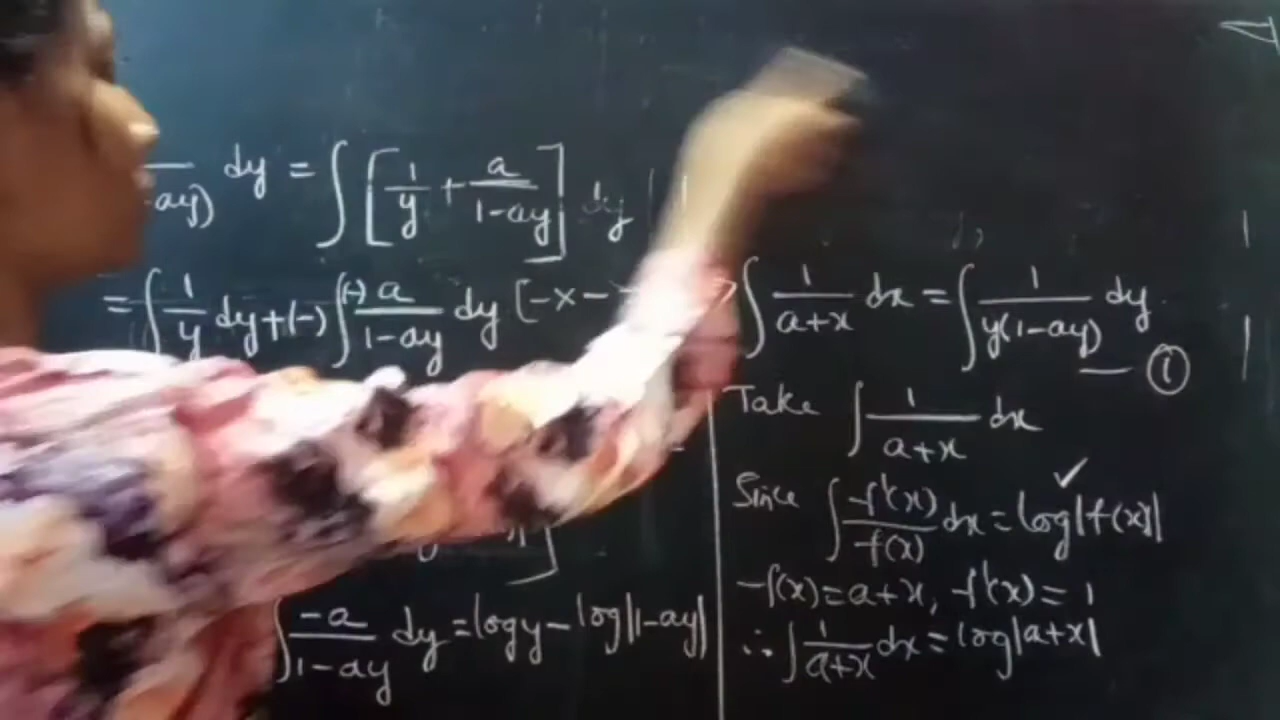 ay) dy = ∫ [1/y + a/(1-ay)] dy
= ∫ 1/y dy + (-) ∫ (-) a/(1-ay) dy [-x-
∫ -a/(1-ay) dy = log y - log|1-ay|
∫ 1/(a+x) dx = ∫ 1/(y(1-ay)) dy
— ①
Take ∫ 1/(a+x) dx
Since ∫ f'(x)/f(x) dx = log|f(x)| ✓
f(x) = a+x, f'(x) = 1
∴ ∫ 1/(a+x) dx = log|a+x|